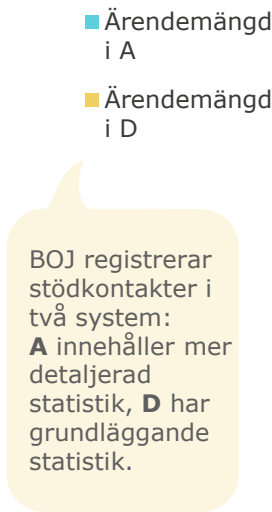 Ärendemängd
i A
Ärendemängd
i D
BOJ registrerar
stödkontakter i
två system:
A innehåller mer
detaljerad
statistik, D har
grundläggande
statistik.